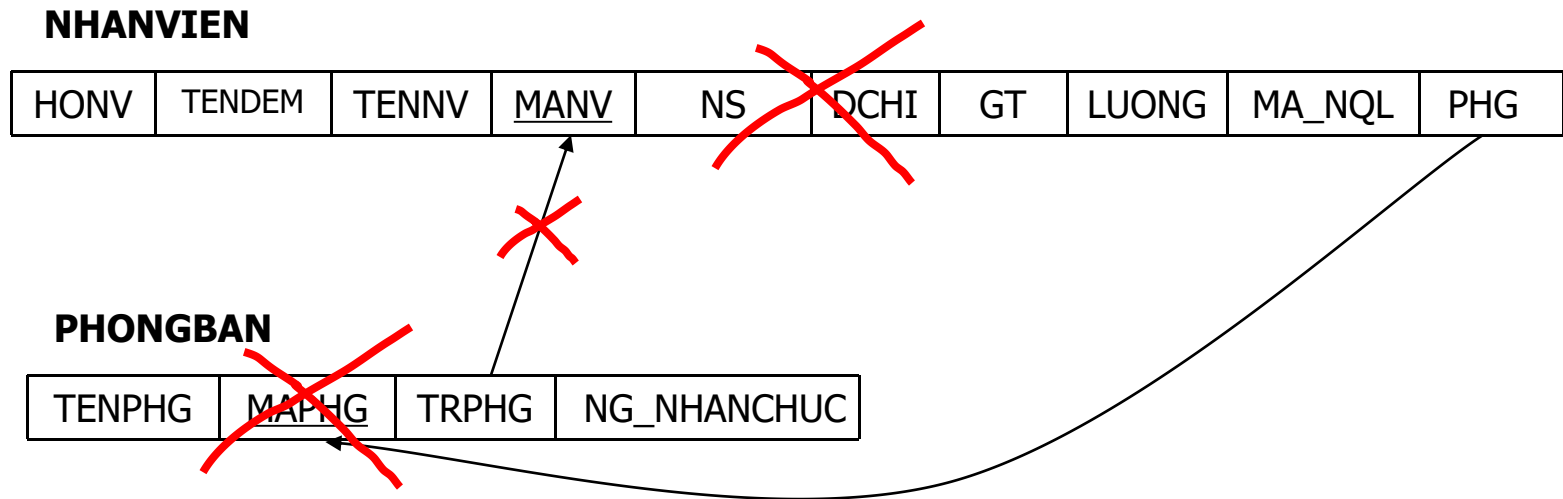 NHANVIEN
HONV TENDEM TENNV MANV NS DCHI GT LUONG MA_NQL PHG
PHONGBAN
TENPHG MAPHG TRPHG NG_NHANCHUC